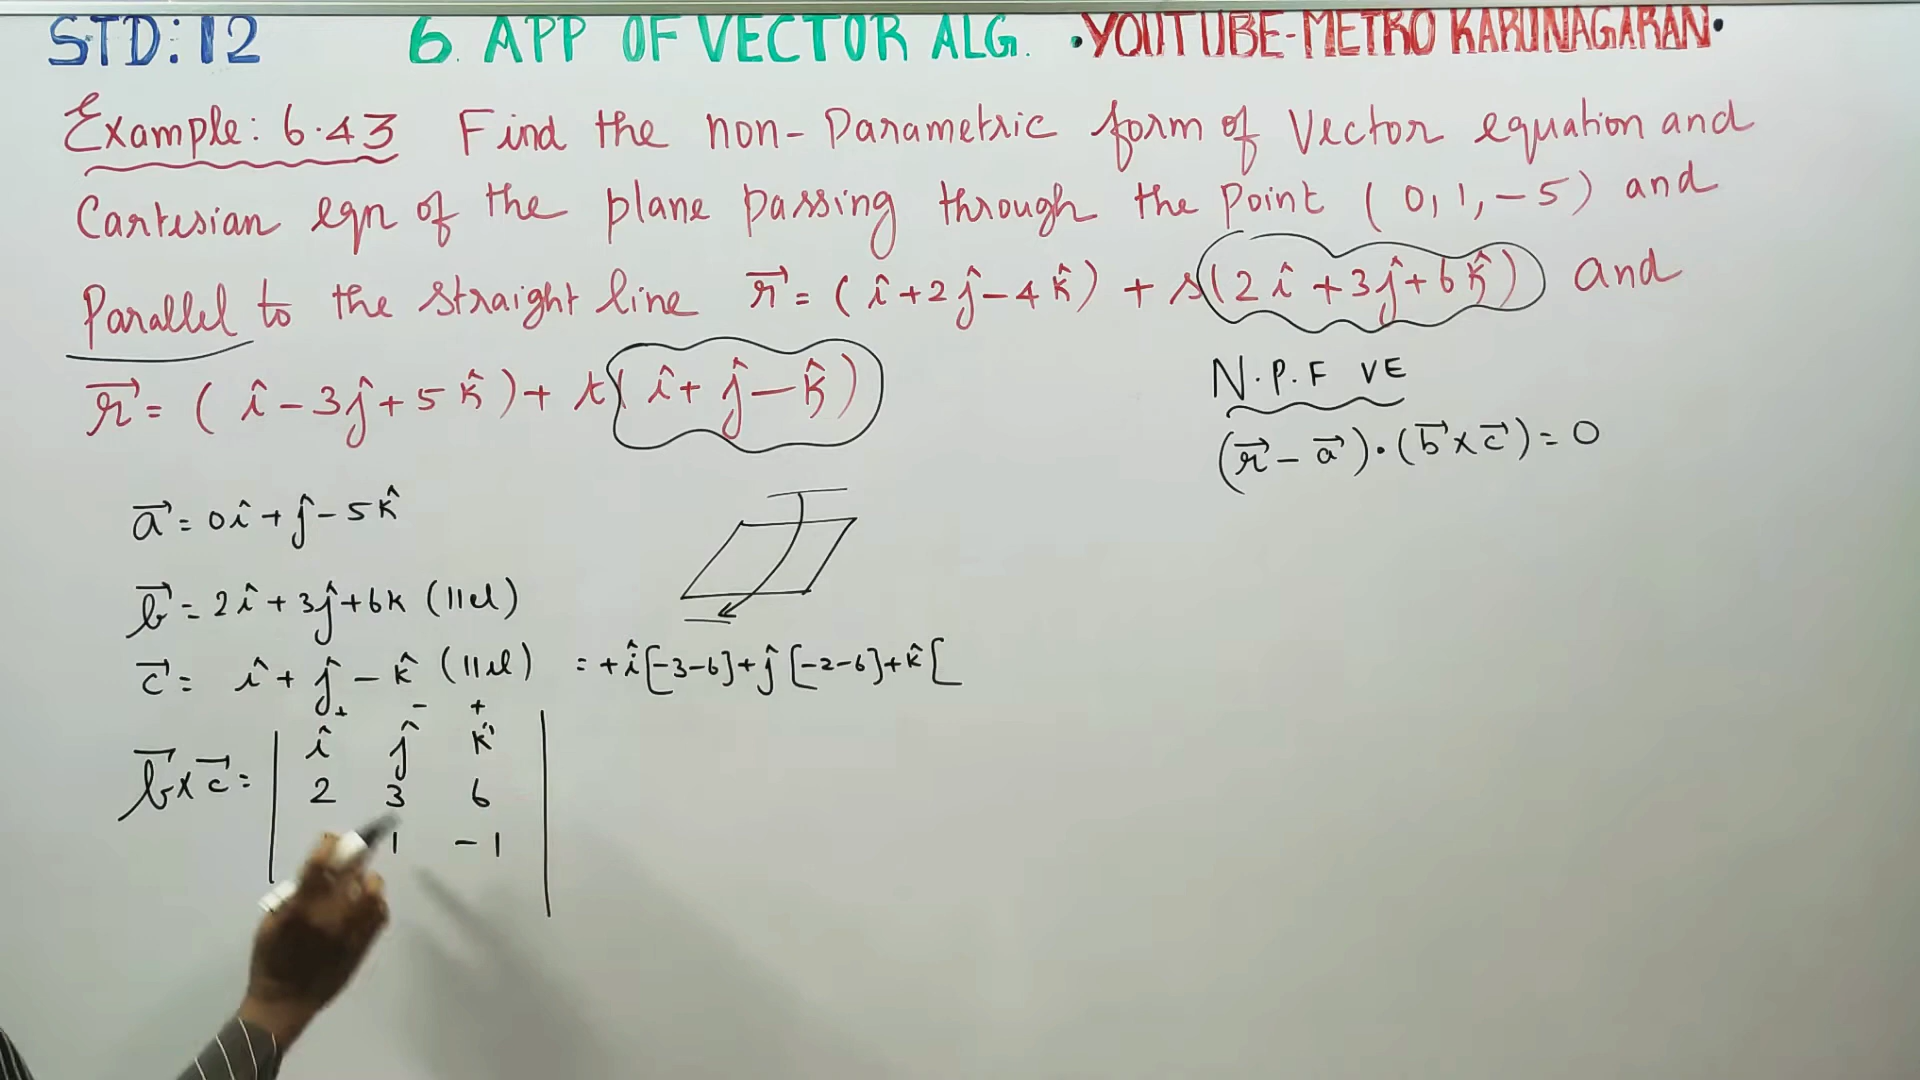 STD: 12 6. APP OF VECTOR ALG. •YOUTUBE-METRO KARUNAGARAN•
Example: 6.43 Find the non-Parametric form of Vector equation and
Cartesian eqn of the plane passing through the Point (0,1,-5) and
Parallel to the straight line r⃗ = (î+2ĵ-4k̂) + s(2î+3ĵ+6k̂) and
r⃗ = (î-3ĵ+5k̂)+ t(î+ĵ-k̂)
N.P.F VE
(r⃗-a⃗)·(b⃗×c⃗)=0
a⃗ = 0î+ĵ-5k̂
b⃗ = 2î+3ĵ+6k (||el)
c⃗ = î+ĵ-k̂ (||el) = +î[-3-6]+ĵ[-2-6]+k̂[
+ - +
b⃗×c⃗ = | î ĵ k̂ |
2 3 6
1 -1